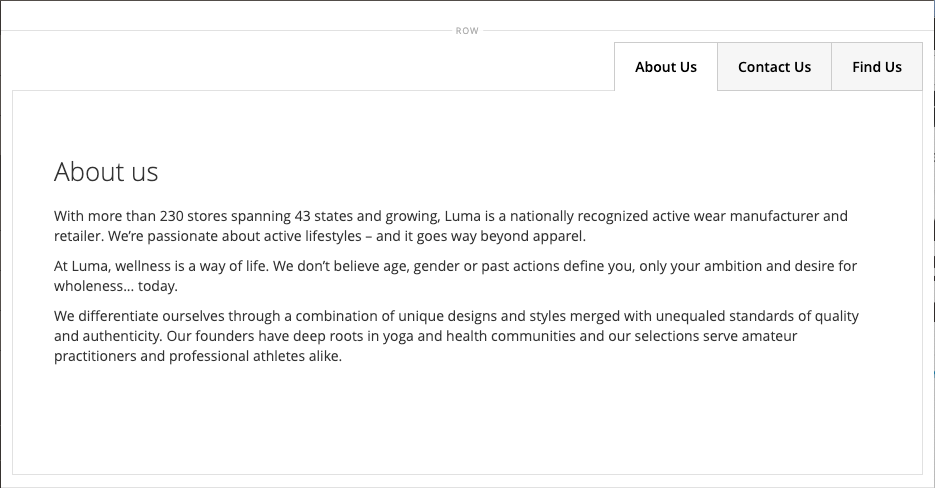 ROW
About Us Contact Us Find Us
About us
With more than 230 stores spanning 43 states and growing, Luma is a nationally recognized active wear manufacturer and
retailer. We’re passionate about active lifestyles – and it goes way beyond apparel.
At Luma, wellness is a way of life. We don’t believe age, gender or past actions define you, only your ambition and desire for
wholeness... today.
We differentiate ourselves through a combination of unique designs and styles merged with unequaled standards of quality
and authenticity. Our founders have deep roots in yoga and health communities and our selections serve amateur
practitioners and professional athletes alike.